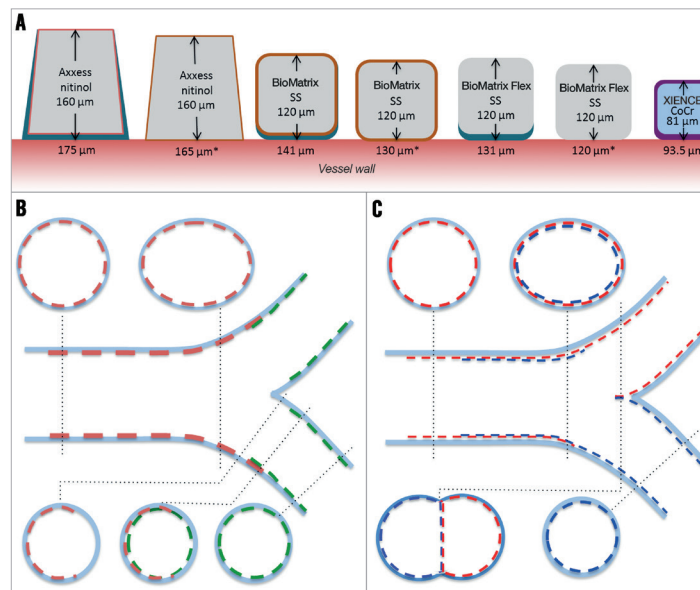 A
Axxess
nitinol
160 µm
Axxess
nitinol
160 µm
BioMatrix
SS
120 µm
BioMatrix
SS
120 µm
BioMatrix Flex
SS
120 µm
BioMatrix Flex
SS
120 µm
XIENCE
CoCr
81 µm
175 µm
165 µm*
141 µm
130 µm*
131 µm
120 µm*
93.5 µm
Vessel wall
B
C